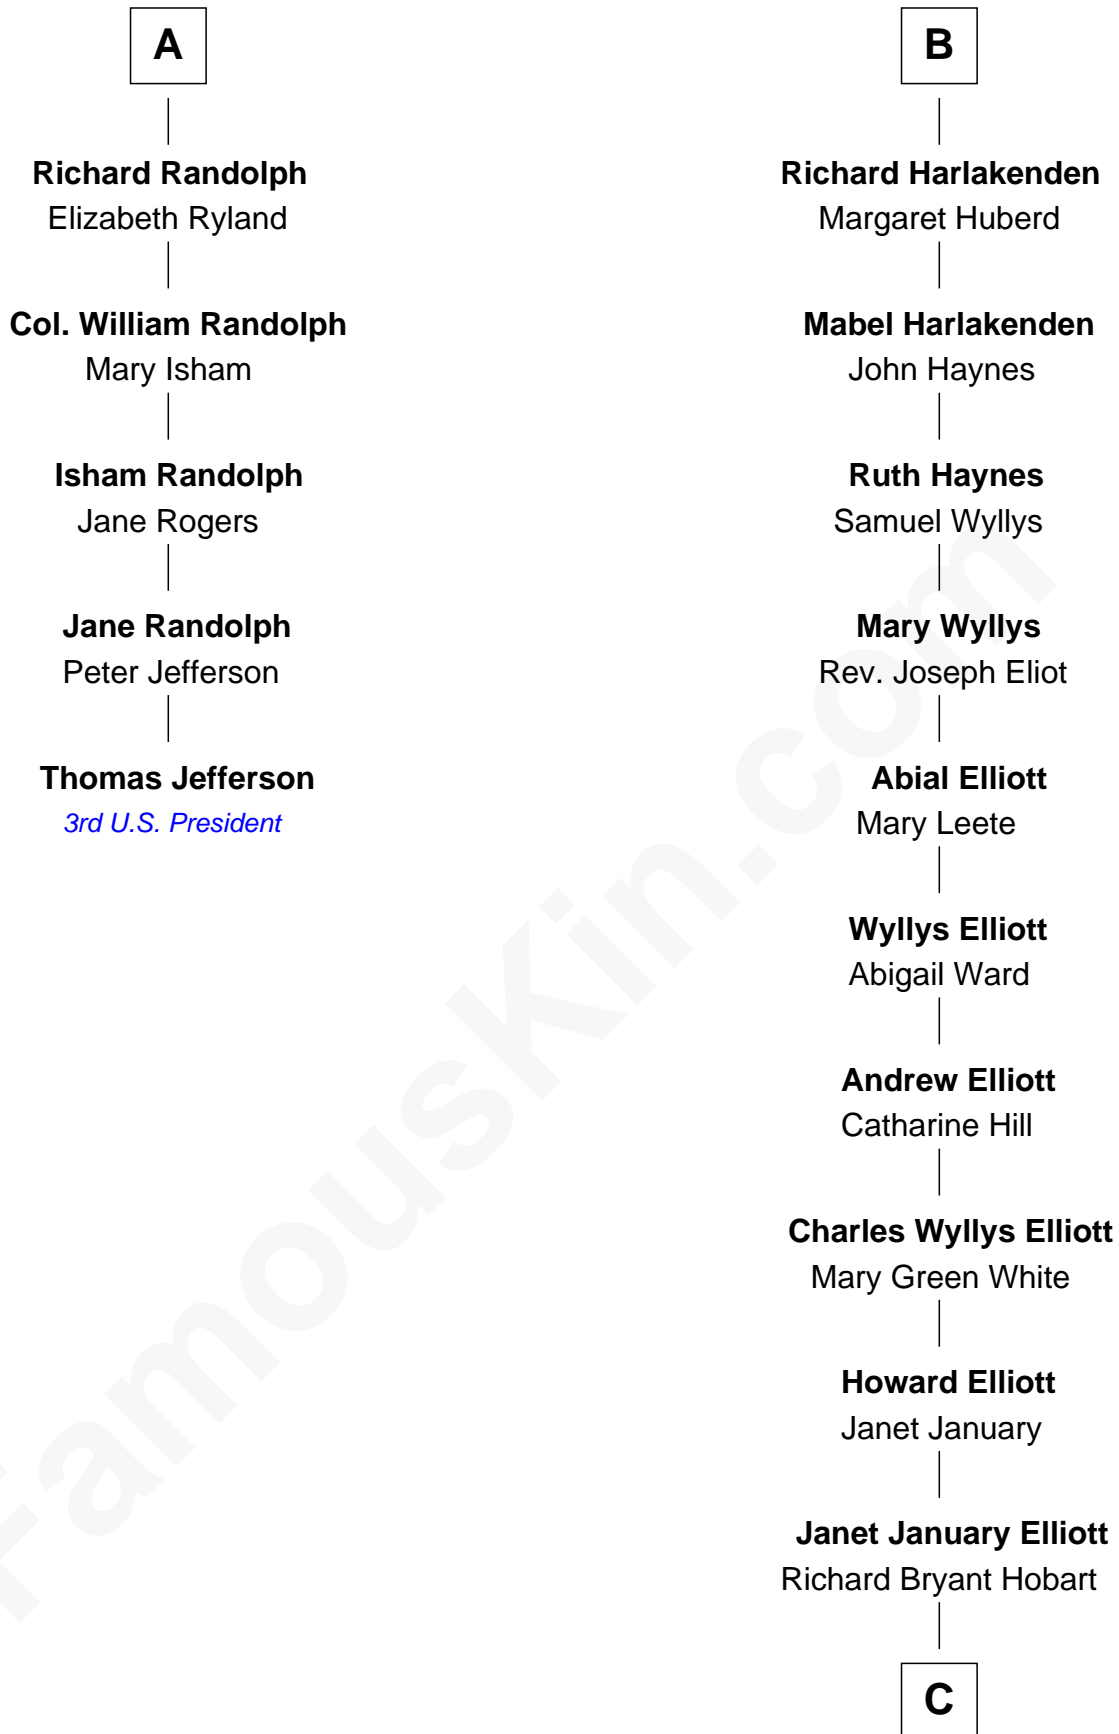 A
Richard Randolph
Elizabeth Ryland
Col. William Randolph
Mary Isham
Isham Randolph
Jane Rogers
Jane Randolph
Peter Jefferson
Thomas Jefferson
3rd U.S. President
B
Richard Harlakenden
Margaret Huberd
Mabel Harlakenden
John Haynes
Ruth Haynes
Samuel Wyllys
Mary Wyllys
Rev. Joseph Eliot
Abial Elliott
Mary Leete
Wyllys Elliott
Abigail Ward
Andrew Elliott
Catharine Hill
Charles Wyllys Elliott
Mary Green White
Howard Elliott
Janet January
Janet January Elliott
Richard Bryant Hobart
C
FamousKin.com